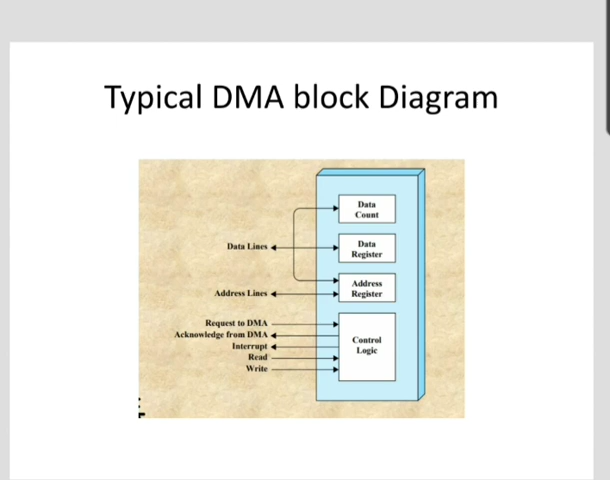 Typical DMA block Diagram
Data
Count
Data Lines
Data
Register
Address
Register
Address Lines
Request to DMA
Acknowledge from DMA
Interrupt
Read
Write
Control
Logic